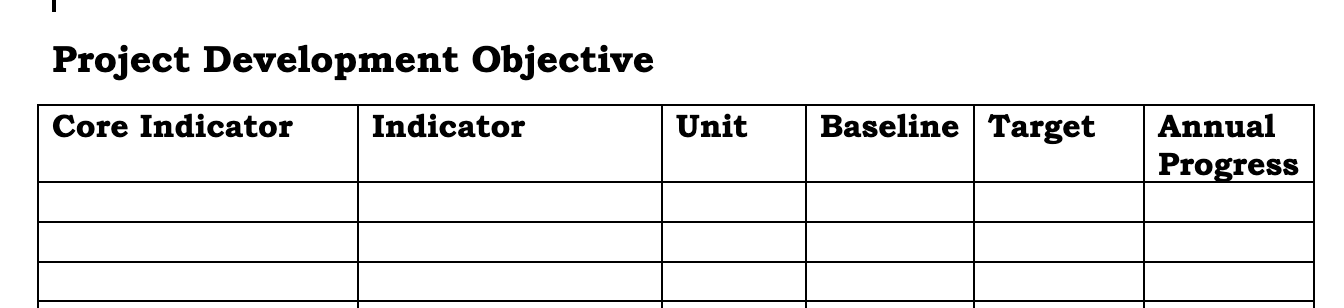 Project Development Objective
Core Indicator Indicator Unit Baseline Target Annual
Progress